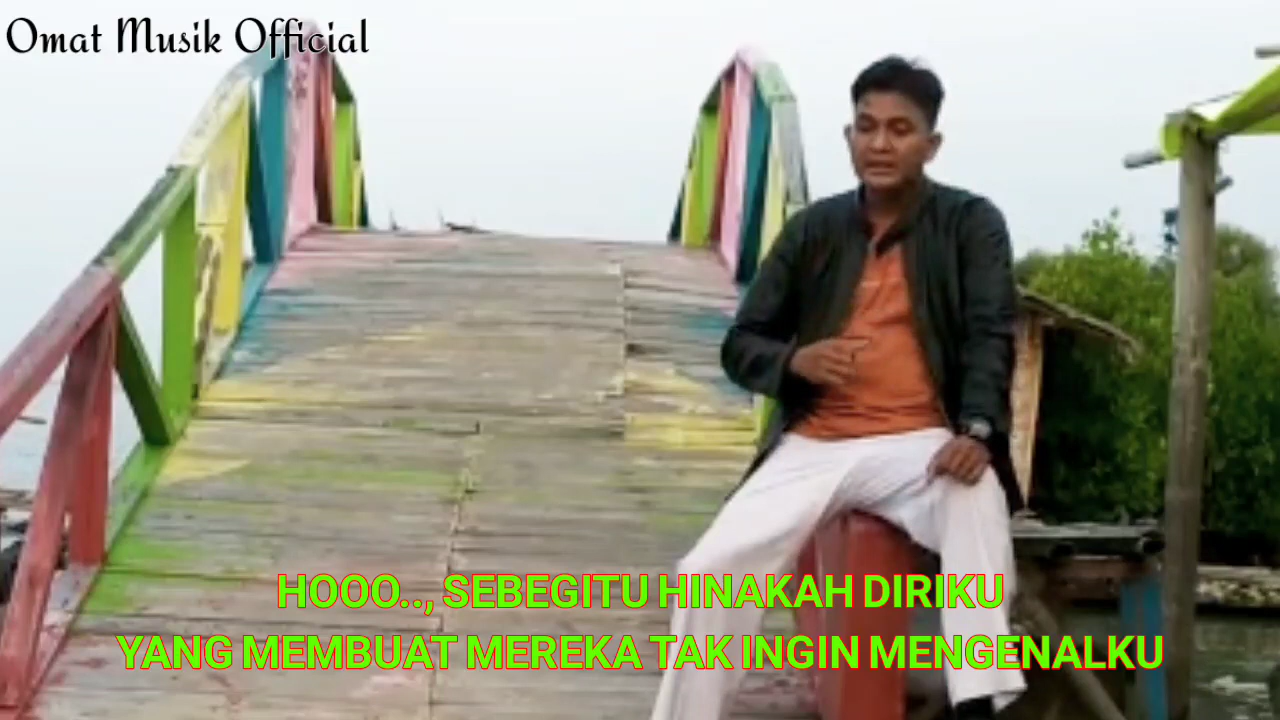 Omat Musik Official
HOOO.., SEBEGITU HINAKAH DIRIKU
YANG MEMBUAT MEREKA TAK INGIN MENGENALKU